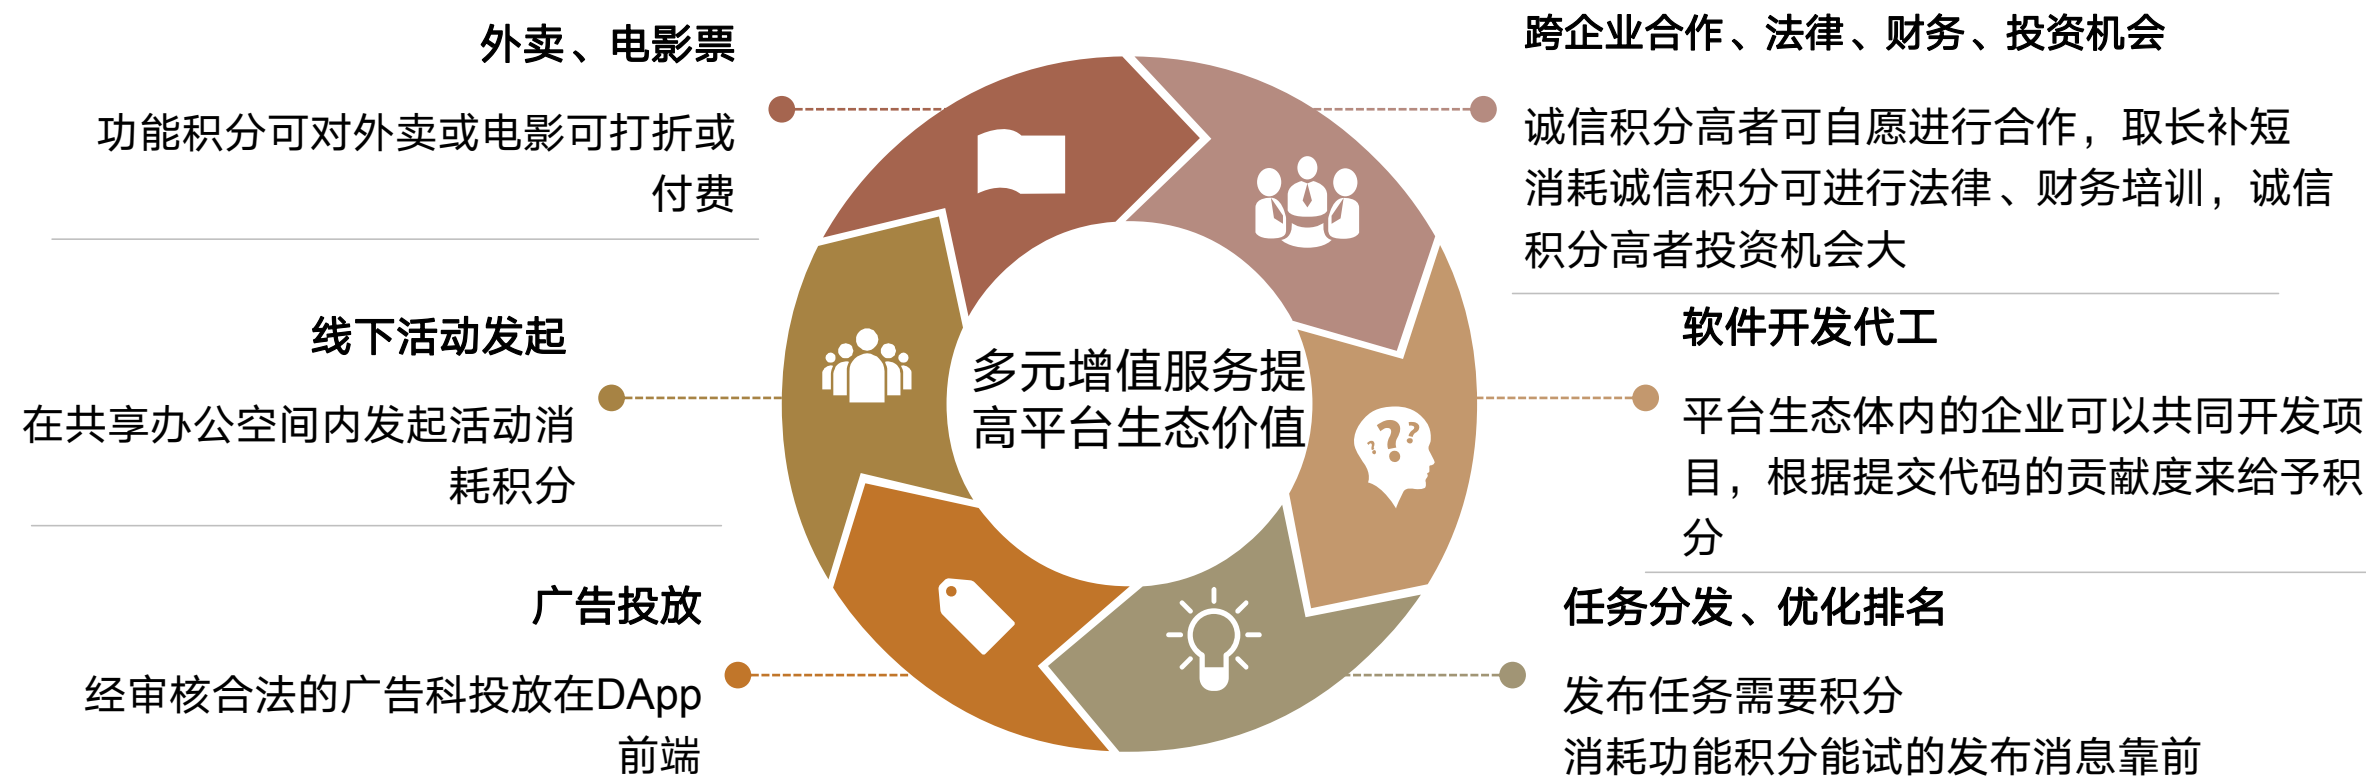 外卖、电影票
功能积分可对外卖或电影可打折或
付费
线下活动发起
在共享办公空间内发起活动消
耗积分
广告投放
经审核合法的广告科投放在DApp
前端
多元增值服务提
高平台生态价值
跨企业合作、法律、财务、投资机会
诚信积分高者可自愿进行合作，取长补短
消耗诚信积分可进行法律、财务培训，诚信
积分高者投资机会大
软件开发代工
平台生态体内的企业可以共同开发项
目，根据提交代码的贡献度来给予积
分
任务分发、优化排名
发布任务需要积分
消耗功能积分能试的发布消息靠前